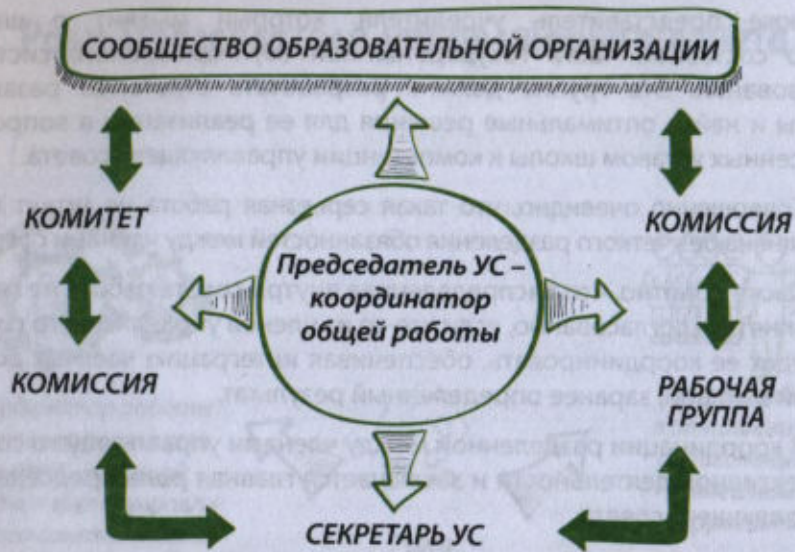 СООБЩЕСТВО ОБРАЗОВАТЕЛЬНОЙ ОРГАНИЗАЦИИ
КОМИТЕТ
КОМИССИЯ
Председатель УС –
координатор
общей работы
КОМИССИЯ
РАБОЧАЯ
ГРУППА
СЕКРЕТАРЬ УС